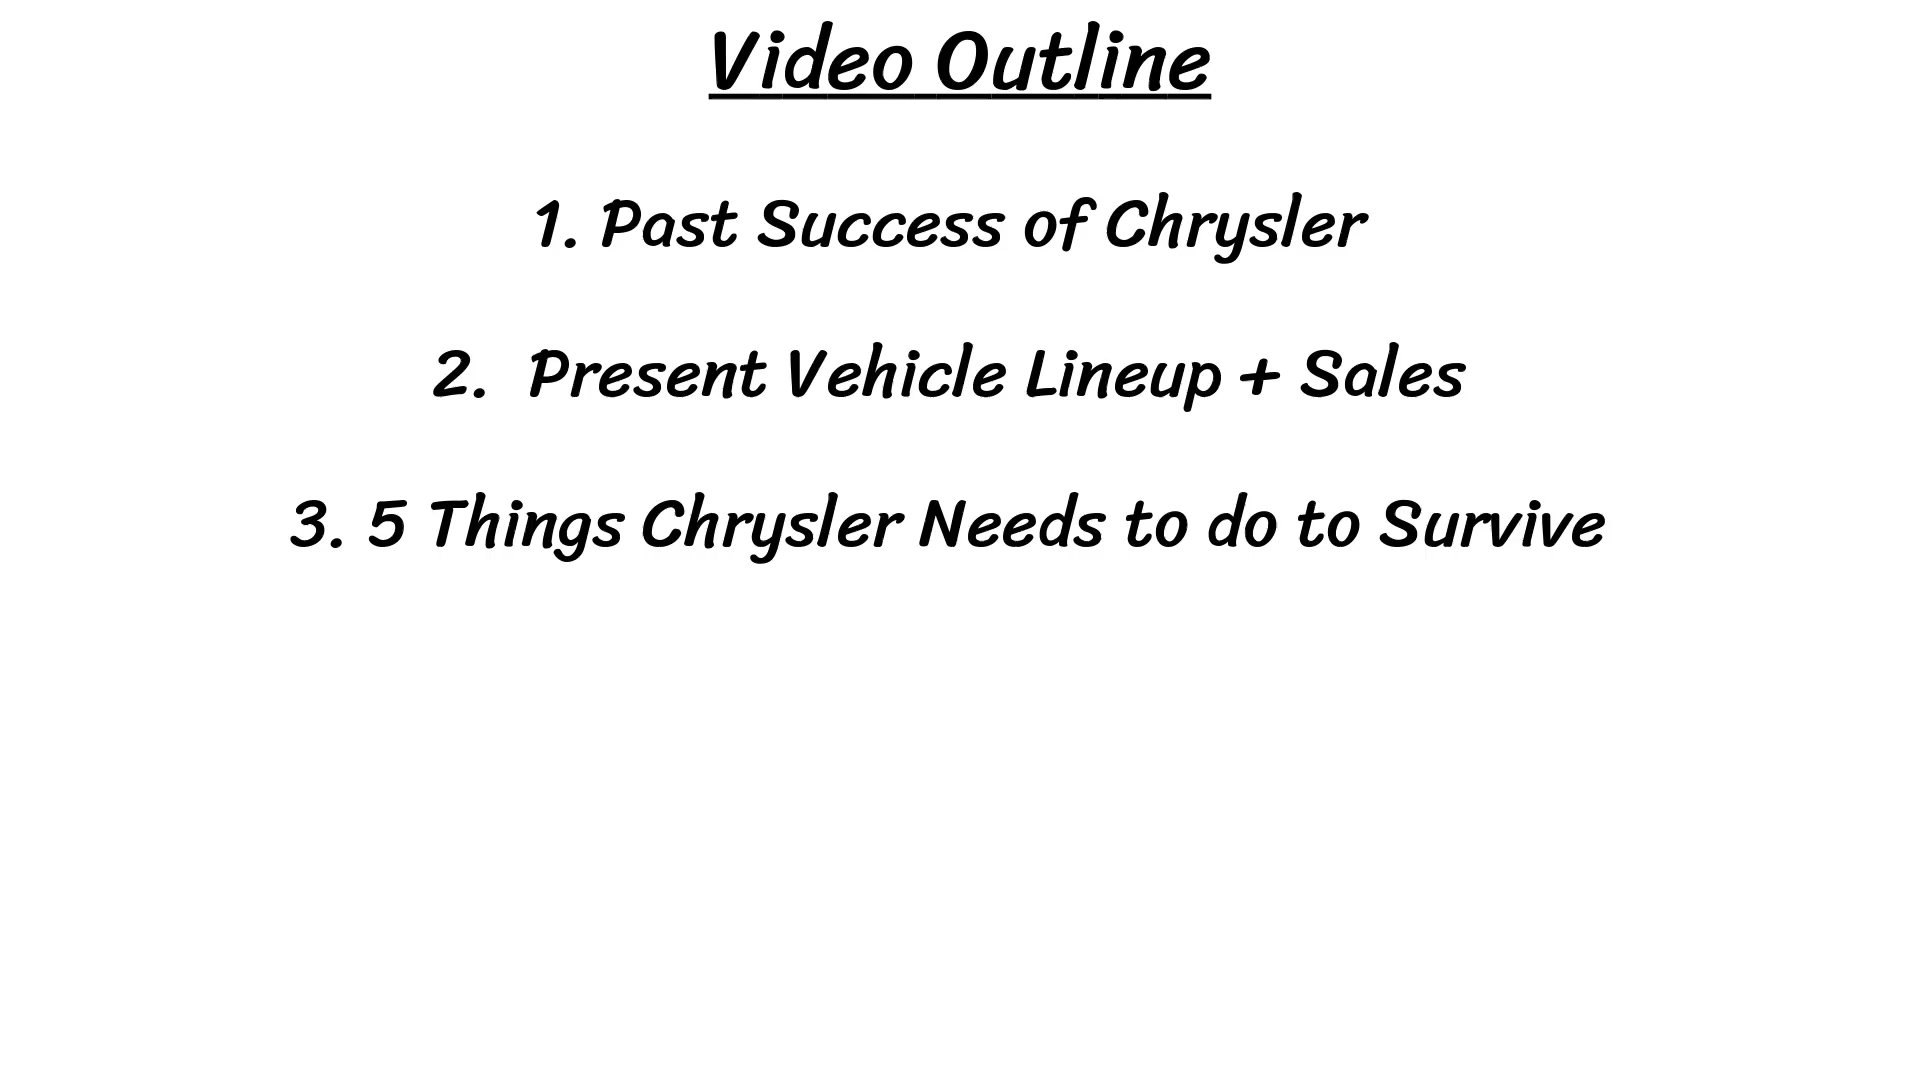 Video Outline
1. Past Success of Chrysler
2. Present Vehicle Lineup + Sales
3. 5 Things Chrysler Needs to do to Survive